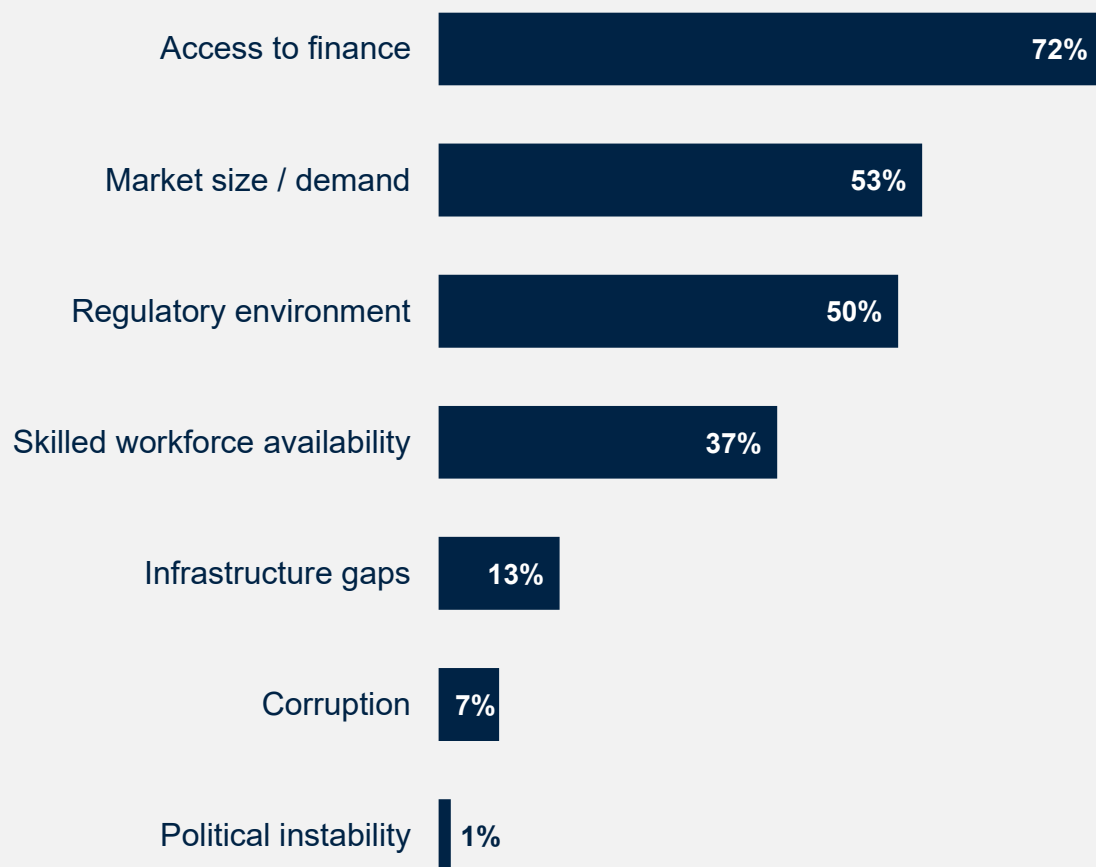 Access to finance 72%
Market size / demand 53%
Regulatory environment 50%
Skilled workforce availability 37%
Infrastructure gaps 13%
Corruption 7%
Political instability 1%